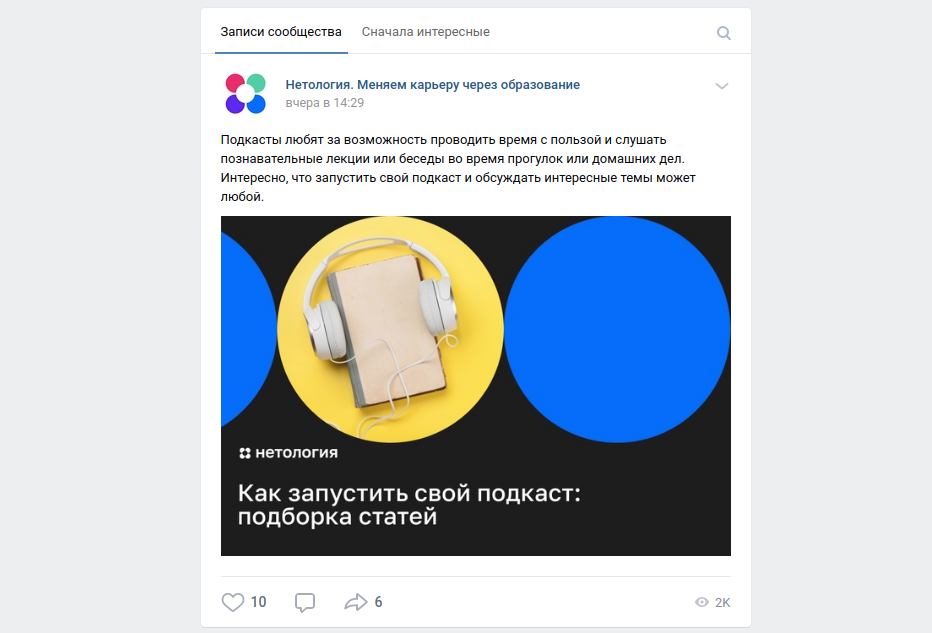 Записи сообщества Сначала интересные
Нетология. Меняем карьеру через образование
вчера в 14:29
Подкасты любят за возможность проводить время с пользой и слушать
познавательные лекции или беседы во время прогулок или домашних дел.
Интересно, что запустить свой подкаст и обсуждать интересные темы может
любой.
нетология
Как запустить свой подкаст:
подборка статей
10 6 2K